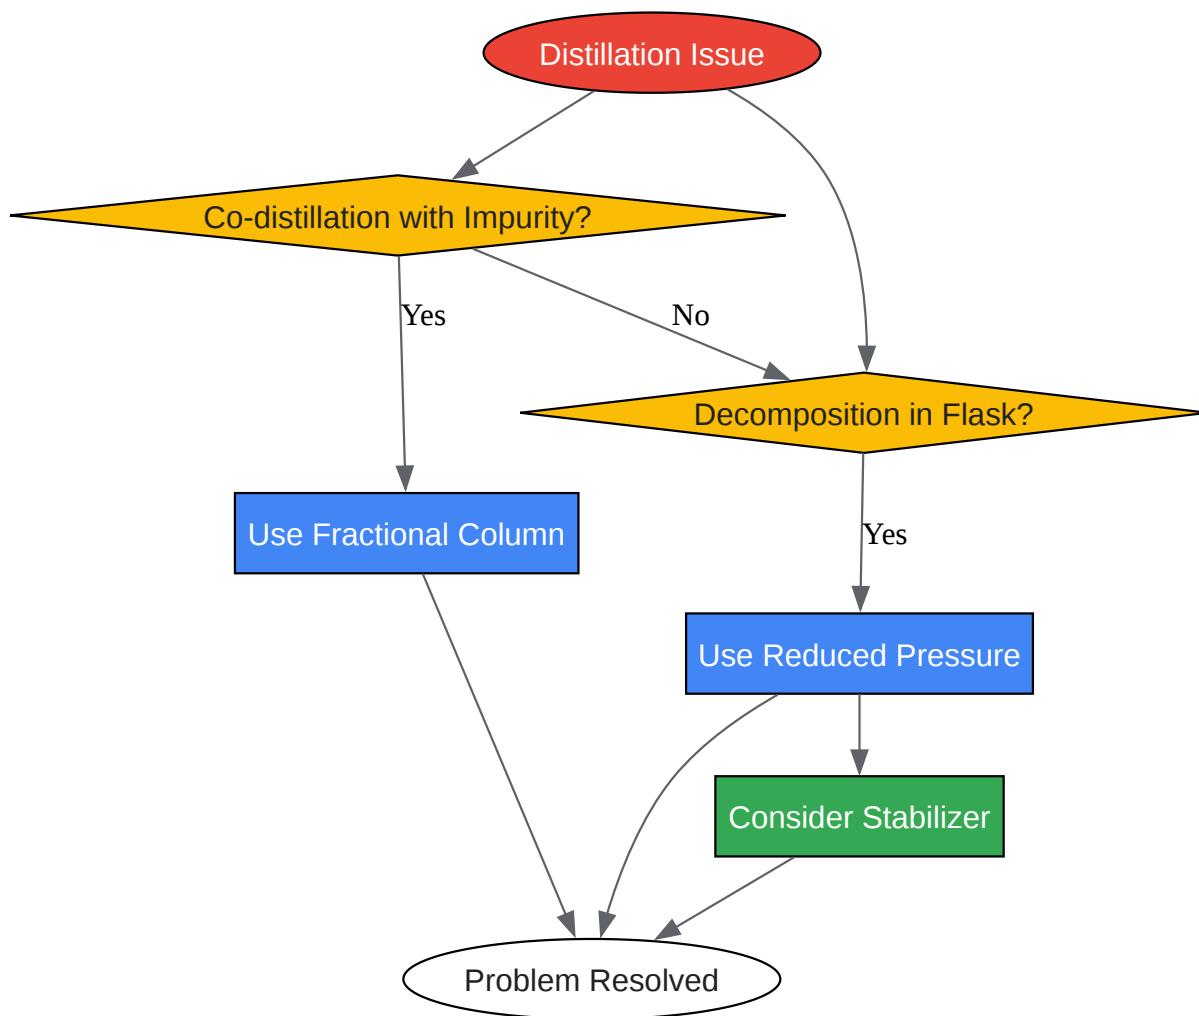 Distillation Issue
Co-distillation with Impurity?
Yes
No
Decomposition in Flask?
Use Fractional Column
Yes
Use Reduced Pressure
Consider Stabilizer
Problem Resolved